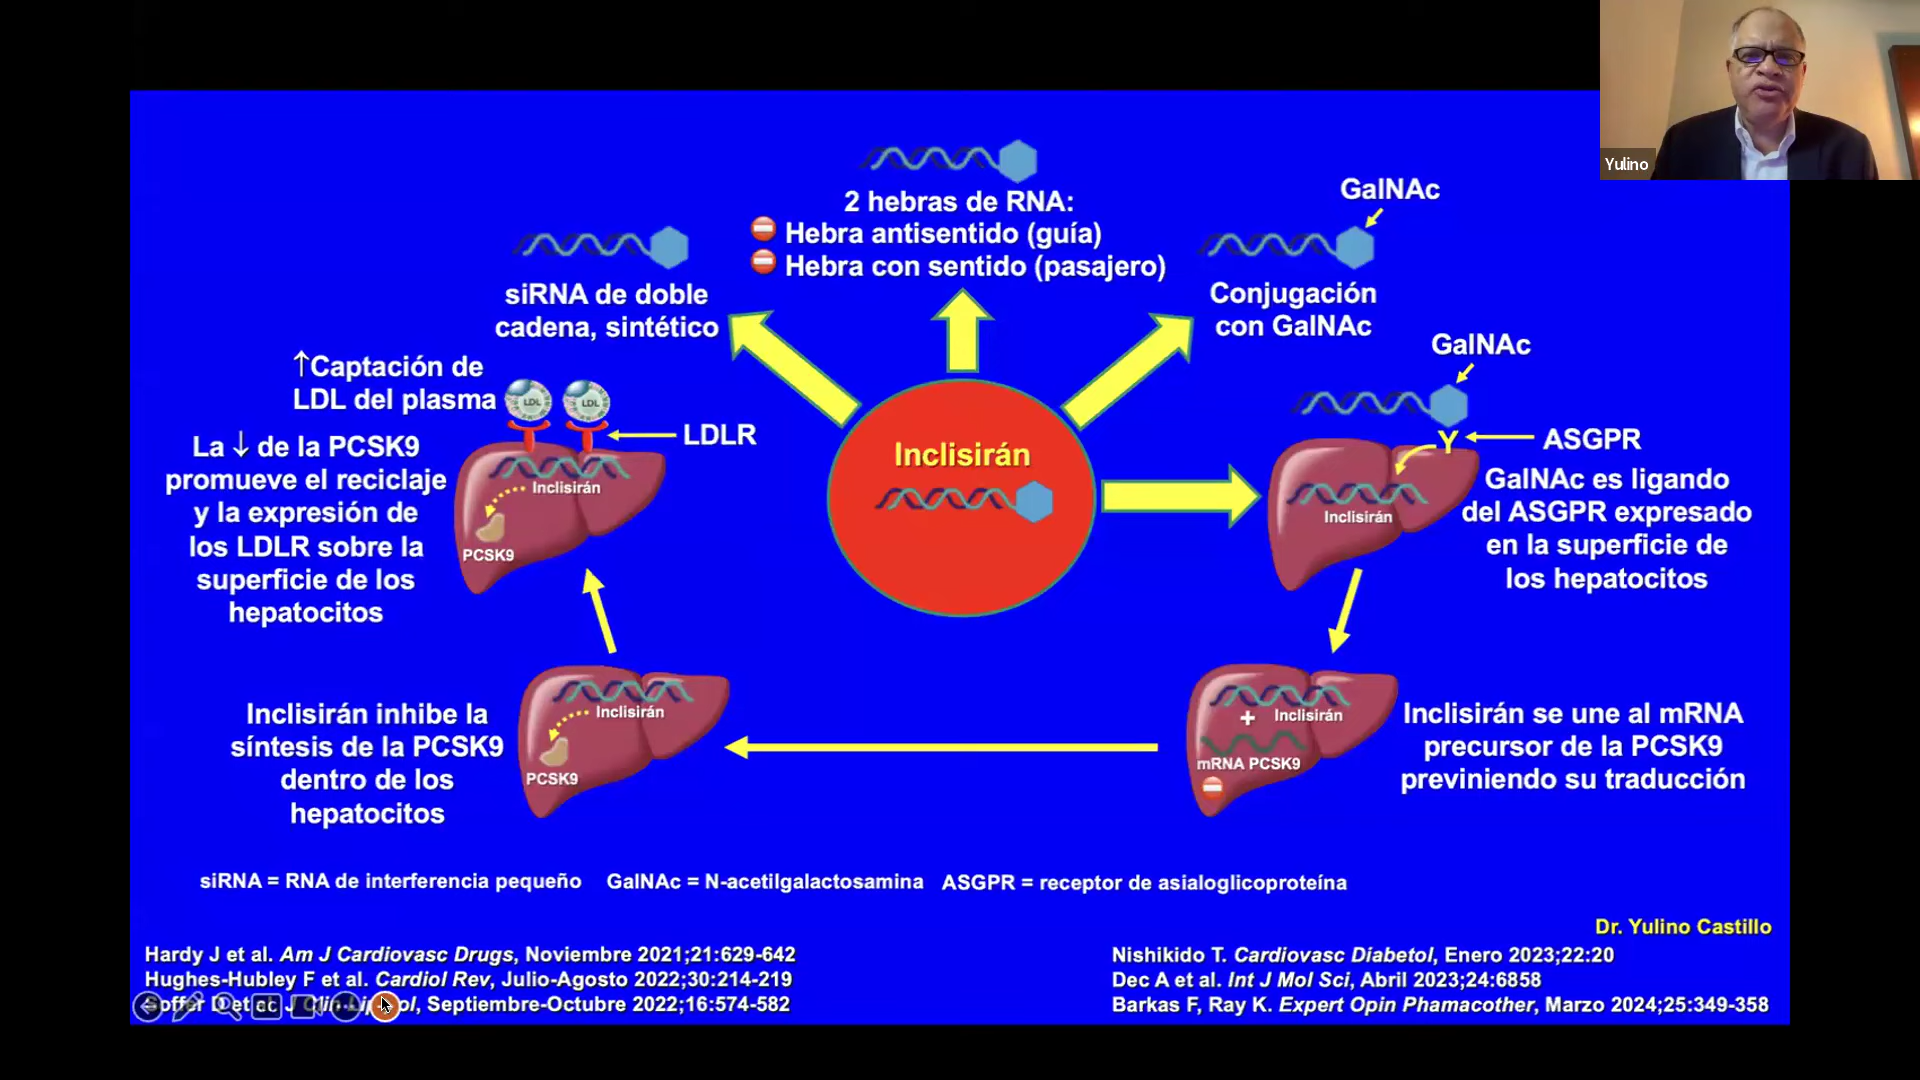 Yulino
2 hebras de RNA:
Hebra antisentido (guía)
Hebra con sentido (pasajero)
siRNA de doble
cadena, sintético
GalNAc
Conjugación
con GalNAc
Inclisirán
GalNAc
ASGPR
Inclisirán
GalNAc es ligando
del ASGPR expresado
en la superficie de
los hepatocitos
+ Inclisirán
mRNA PCSK9
Inclisirán se une al mRNA
precursor de la PCSK9
previniendo su traducción
Inclisirán
PCSK9
Inclisirán inhibe la
síntesis de la PCSK9
dentro de los
hepatocitos
↑Captación de
LDL del plasma
LDL
LDL
LDLR
Inclisirán
PCSK9
La ↓ de la PCSK9
promueve el reciclaje
y la expresión de
los LDLR sobre la
superficie de los
hepatocitos
siRNA = RNA de interferencia pequeño GalNAc = N-acetilgalactosamina ASGPR = receptor de asialoglicoproteína
Dr. Yulino Castillo
Hardy J et al. Am J Cardiovasc Drugs, Noviembre 2021;21:629-642
Hughes-Hubley F et al. Cardiol Rev, Julio-Agosto 2022;30:214-219
et al. J Clin Septiembre-Octubre 2022;16:574-582
Nishikido T. Cardiovasc Diabetol, Enero 2023;22:20
Dec A et al. Int J Mol Sci, Abril 2023;24:6858
Barkas F, Ray K. Expert Opin Phamacother, Marzo 2024;25:349-358